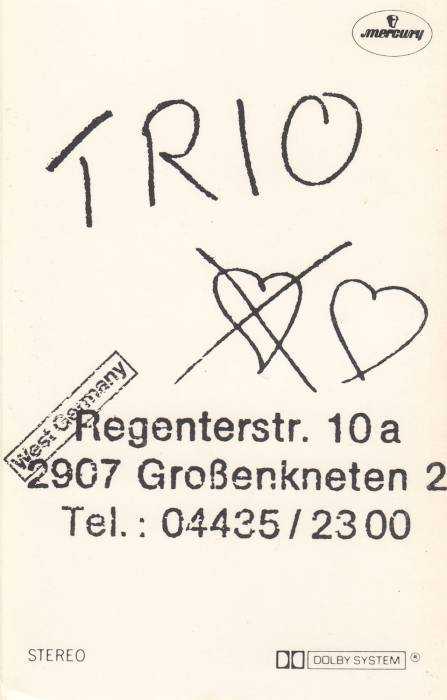 mercury
TRIO
West Germany
Regenterstr. 10 a
2907 Großenkneten 2
Tel.: 04435/2300
STEREO
DOLBY SYSTEM ®